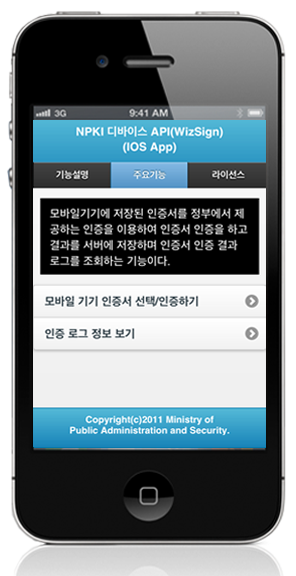 3G 9:41 AM
NPKI 디바이스 API(WizSign)
(IOS App)
기능설명 주요기능 라이선스
모바일기기에 저장된 인증서를 정부에서 제
공하는 인증을 이용하여 인증서 인증을 하고
결과를 서버에 저장하며 인증서 인증 결과
로그를 조회하는 기능이다.
모바일 기기 인증서 선택/인증하기
인증 로그 정보 보기
Copyright(c)2011 Ministry of
Public Administration and Security.